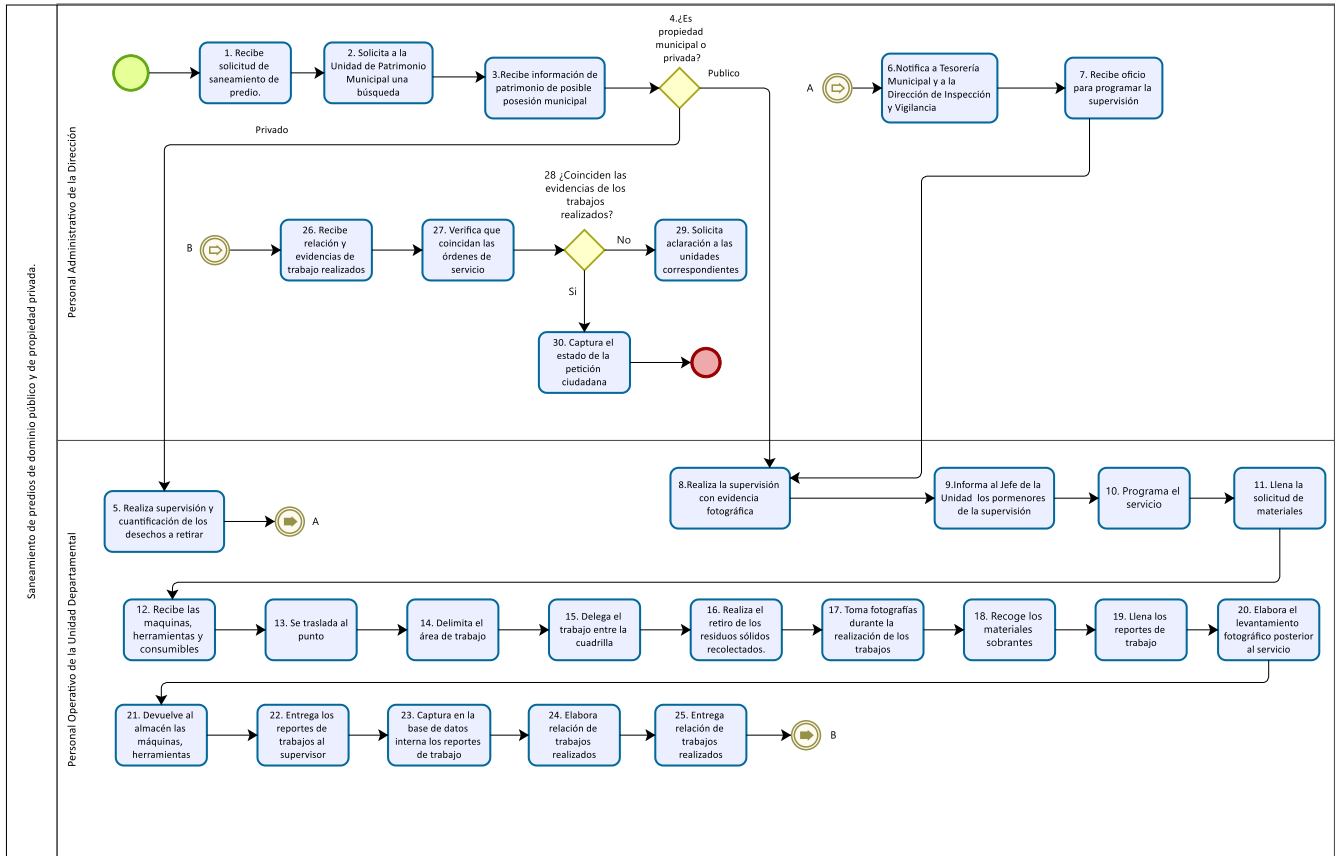 Saneamiento de predios de dominio público y de propiedad privada.
Personal Administrativo de la Dirección
1. Recibe
solicitud de
saneamiento de
predio.
2. Solicita a la
Unidad de Patrimonio
Municipal una
búsqueda
3.Recibe información de
patrimonio de posible
posesión municipal
4.¿Es
propiedad
municipal o
privada?
Publico
Privado
A
6.Notifica a Tesorería
Municipal y a la
Dirección de Inspección
y Vigilancia
7. Recibe oficio
para programar la
supervisión
B
26. Recibe
relación y
evidencias de
trabajo realizados
27. Verifica que
coincidan las
órdenes de
servicio
28 ¿Coinciden las
evidencias de los
trabajos
realizados?
No
Si
29. Solicita
aclaración a las
unidades
correspondientes
30. Captura el
estado de la
petición
ciudadana
Personal Operativo de la Unidad Departamental
5. Realiza supervisión y
cuantificación de los
desechos a retirar
A
8.Realiza la supervisión
con evidencia
fotográfica
9.Informa al Jefe de la
Unidad los pormenores
de la supervisión
10. Programa el
servicio
11. Llena la
solicitud de
materiales
12. Recibe las
maquinas,
herramientas y
consumibles
13. Se traslada al
punto
14. Delimita el
área de trabajo
15. Delega el
trabajo entre la
cuadrilla
16. Realiza el
retiro de los
residuos sólidos
recolectados.
17. Toma fotografías
durante la
realización de los
trabajos
18. Recoge los
materiales
sobrantes
19. Llena los
reportes de
trabajo
20. Elabora el
levantamiento
fotográfico posterior
al servicio
21. Devuelve al
almacén las
máquinas,
herramientas
22. Entrega los
reportes de
trabajos al
supervisor
23. Captura en la
base de datos
interna los reportes
de trabajo
24. Elabora
relación de
trabajos
realizados
25. Entrega
relación de
trabajos
realizados
B